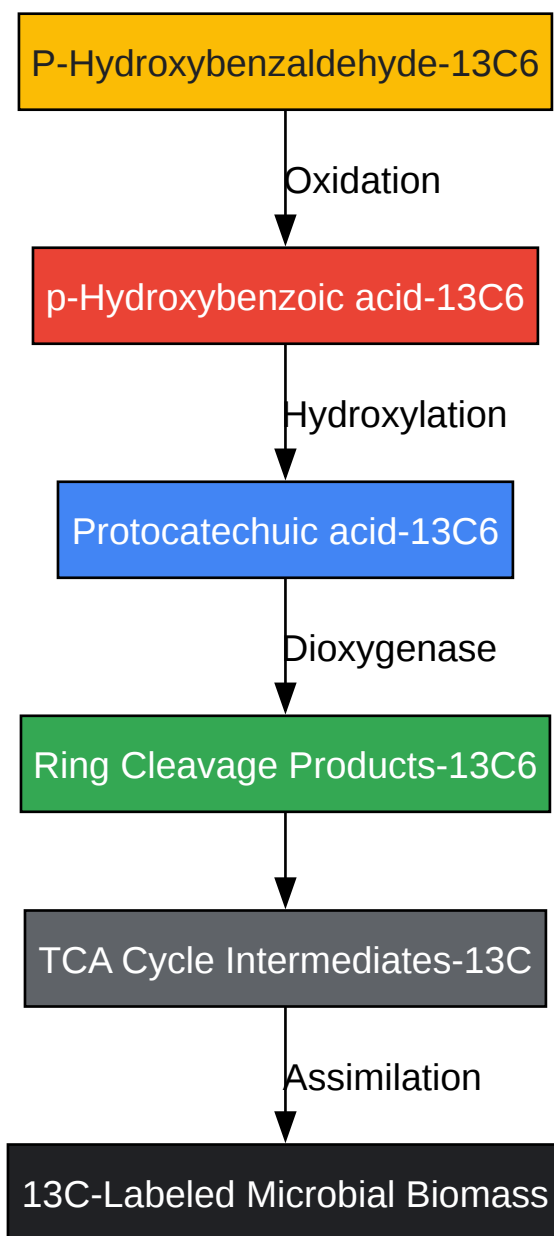 P-Hydroxybenzaldehyde-13C6
Oxidation
p-Hydroxybenzoic acid-13C6
Hydroxylation
Protocatechuic acid-13C6
Dioxygenase
Ring Cleavage Products-13C6
TCA Cycle Intermediates-13C
Assimilation
13C-Labeled Microbial Biomass